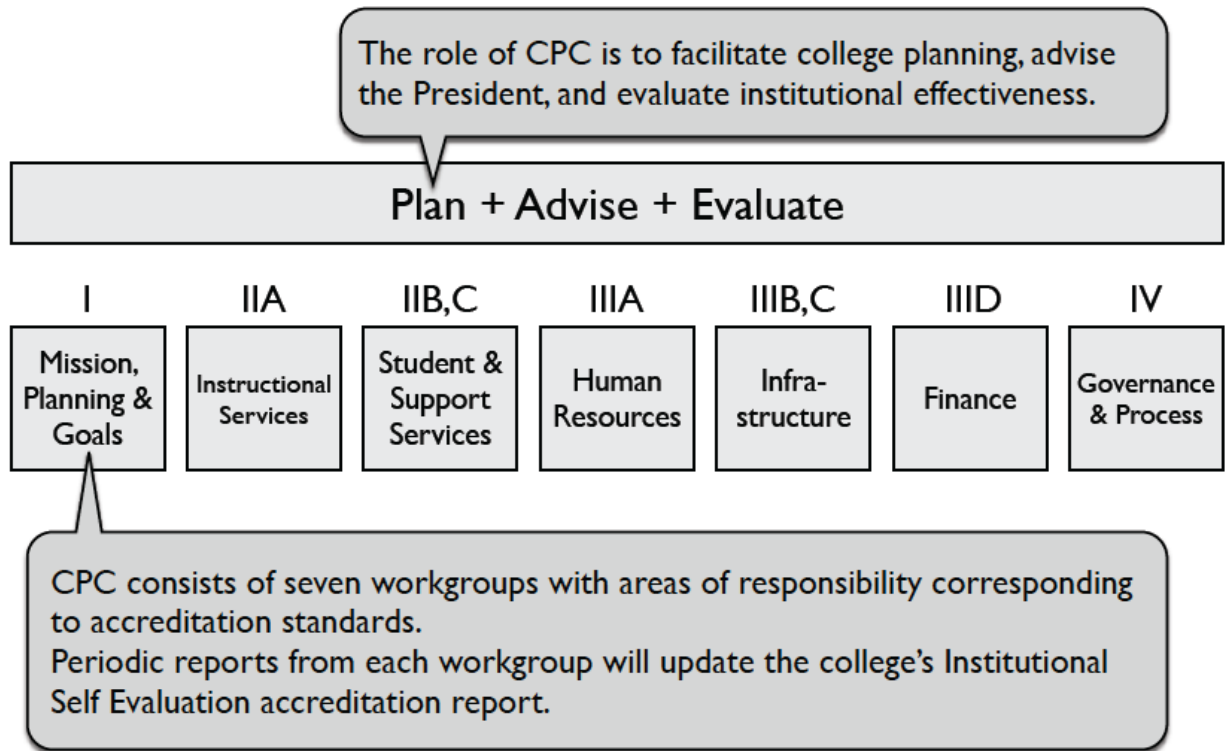 The role of CPC is to facilitate college planning, advise
the President, and evaluate institutional effectiveness.
Plan + Advise + Evaluate
I
Mission,
Planning &
Goals
IIA
Instructional
Services
IIB,C
Student &
Support
Services
IIIA
Human
Resources
IIIB,C
Infra-
structure
IIID
Finance
IV
Governance
& Process
CPC consists of seven workgroups with areas of responsibility corresponding
to accreditation standards.
Periodic reports from each workgroup will update the college’s Institutional
Self Evaluation accreditation report.